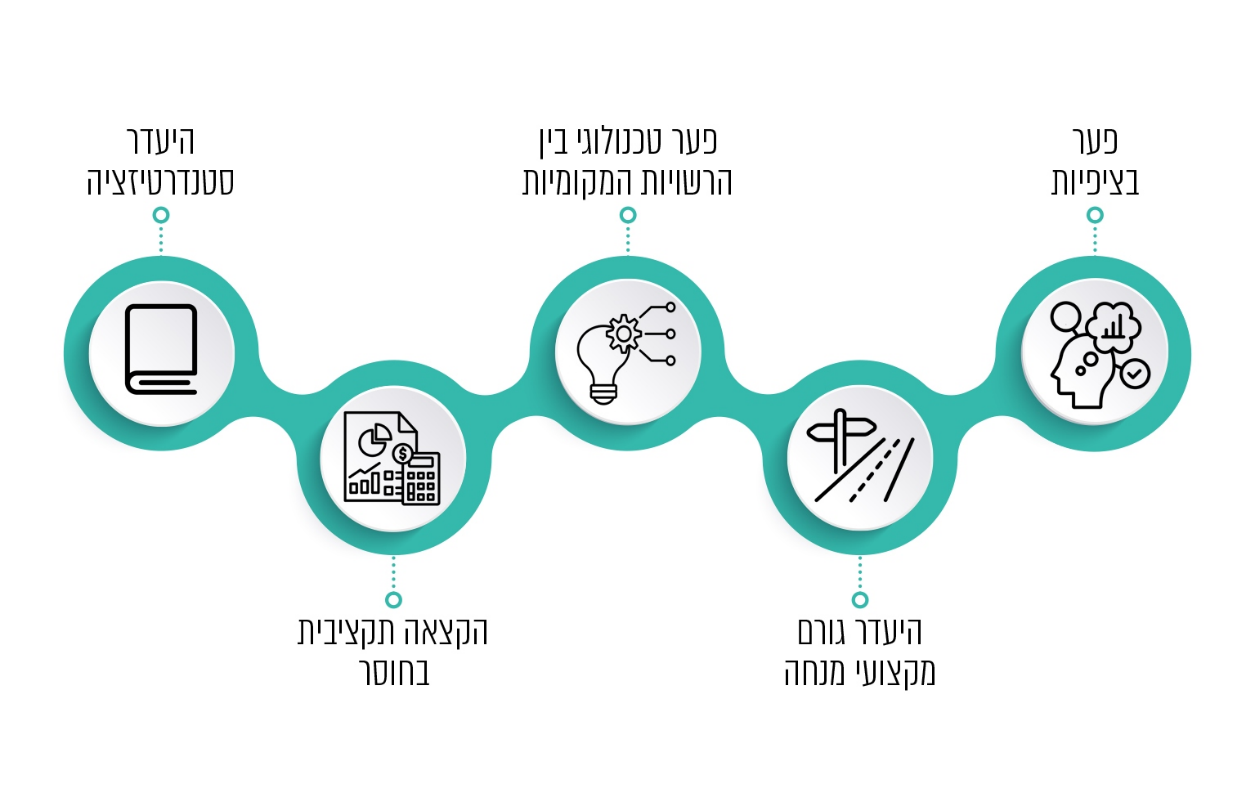 פער
בציפיות
היעדר גורם
מקצועי מנחה
פער טכנולוגי בין
הרשויות המקומיות
הקצאה תקציבית
בחוסר
היעדר
סטנדרטיזציה
$